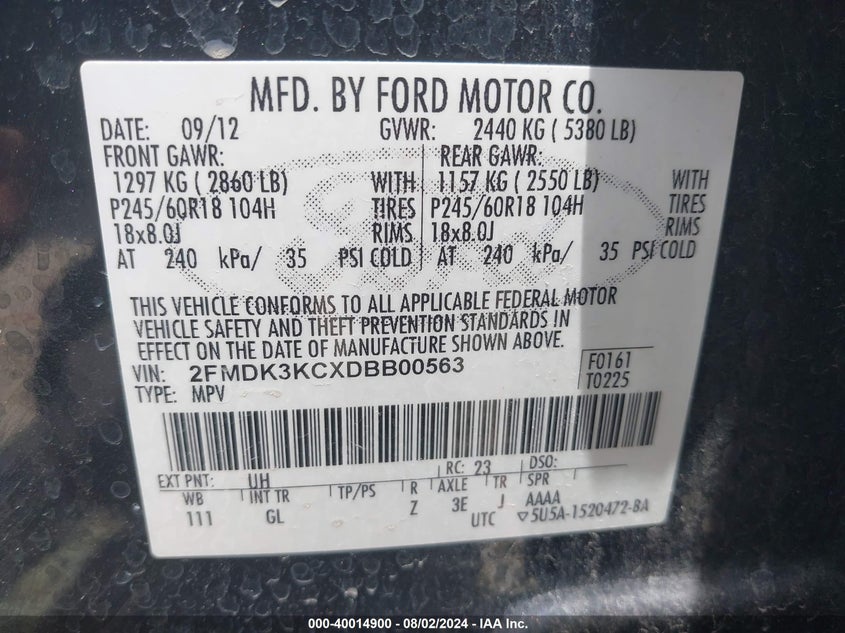 MFD. BY FORD MOTOR CO.
DATE: 09/12 GVWR: 2440 KG ( 5380 LB)
FRONT GAWR: REAR GAWR:
1297 KG ( 2860 LB) WITH 1157 KG ( 2550 LB) WITH
P245/60R18 104H TIRES P245/60R18 104H TIRES
18x8.0J RIMS 18x8.0J RIMS
AT 240 kPa/ 35 PSI COLD AT 240 kPa/ 35 PSI COLD
THIS VEHICLE CONFORMS TO ALL APPLICABLE FEDERAL MOTOR
VEHICLE SAFETY AND THEFT PREVENTION STANDARDS IN
EFFECT ON THE DATE OF MANUFACTURE SHOWN ABOVE.
VIN: 2FMDK3KCXDBB00563 F0161
TYPE: MPV T0225
EXT PNT: UH RC: 23 DSO:
WB INT TR TP/PS R AXLE TR SPR
111 GL Z 3E J AAAA
UTC ▽5U5A-1520472-BA
000-40014900 - 08/02/2024 - IAA Inc.